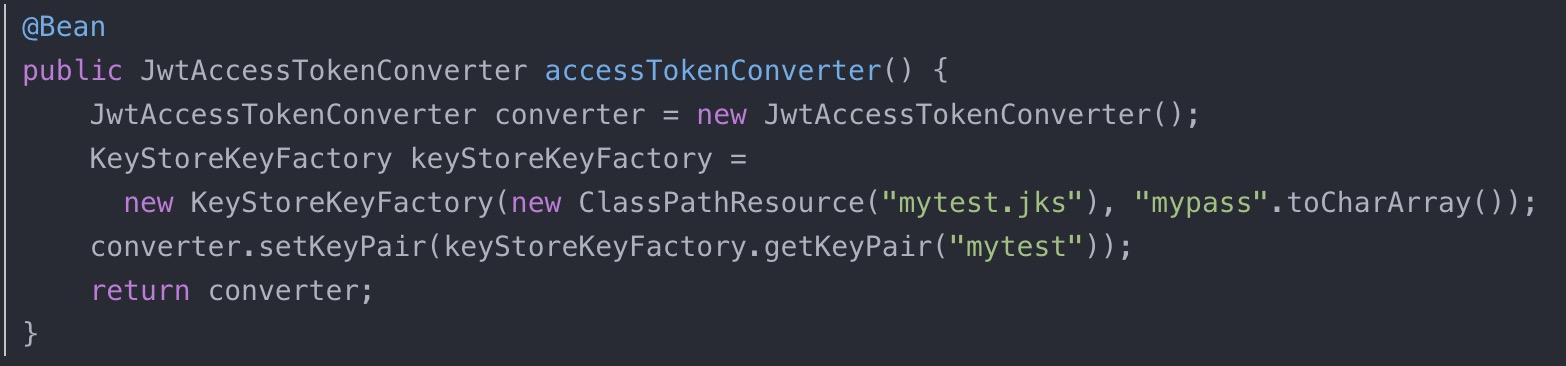 @Bean
public JwtAccessTokenConverter accessTokenConverter() {
    JwtAccessTokenConverter converter = new JwtAccessTokenConverter();
    KeyStoreKeyFactory keyStoreKeyFactory =
      new KeyStoreKeyFactory(new ClassPathResource("mytest.jks"), "mypass".toCharArray());
    converter.setKeyPair(keyStoreKeyFactory.getKeyPair("mytest"));
    return converter;
}